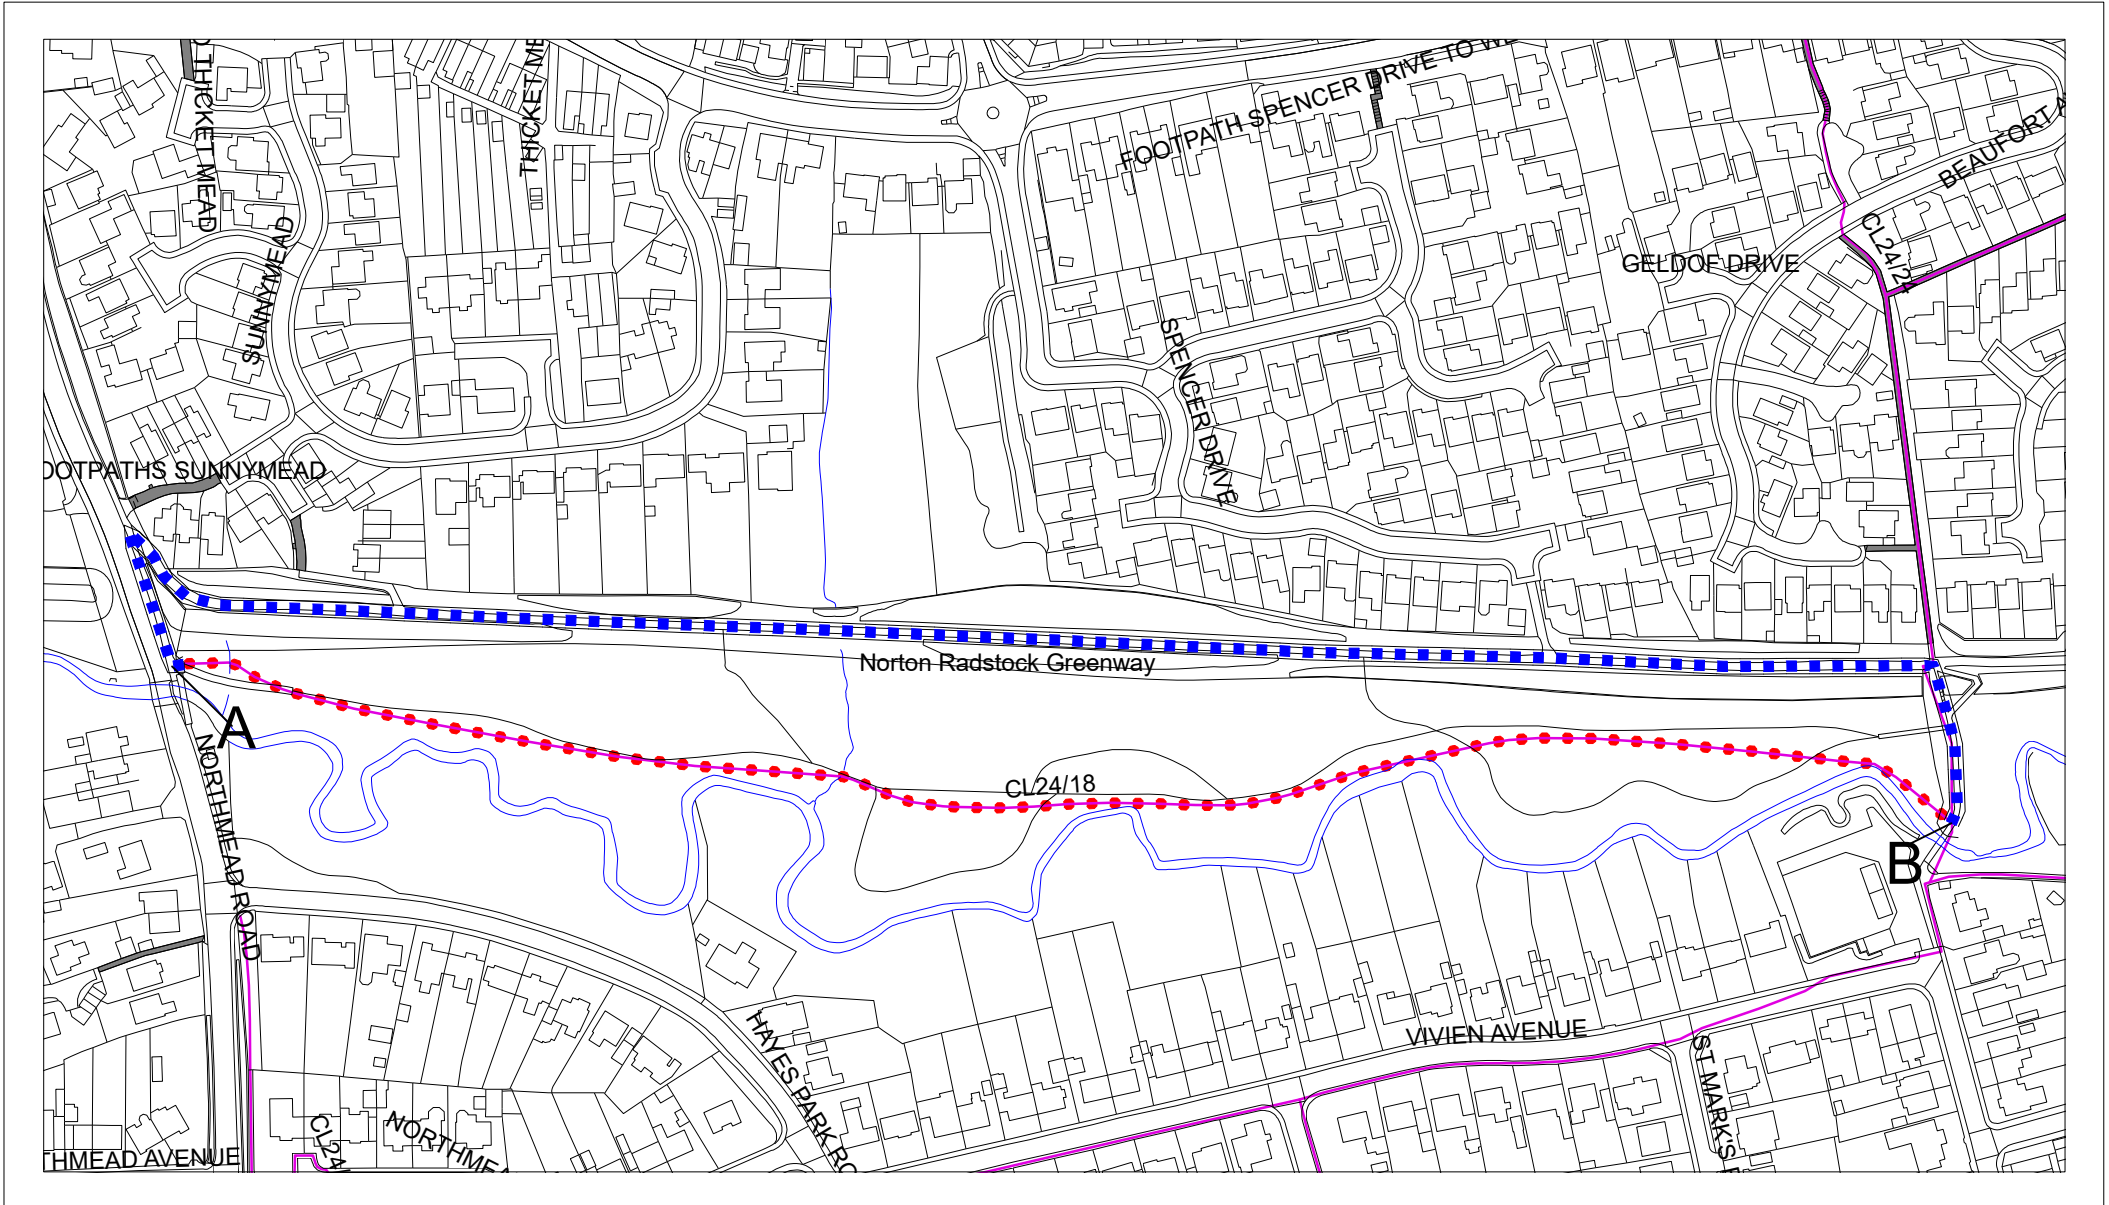 THICKET MEAD
THICKET ME
FOOTPATH SPENCER DRIVE TO W
BEAUFORT A
CL24/24
GELDOF DRIVE
SUNNYMEAD
SPENCER DRIVE
OOTPATHS SUNNYMEAD
Norton Radstock Greenway
A
CL24/18
NORTHMEAD ROAD
B
HAYES PARK RO
VIVIEN AVENUE
ST MARK'S
CL24/
NORTHMEA
THMEAD AVENUE